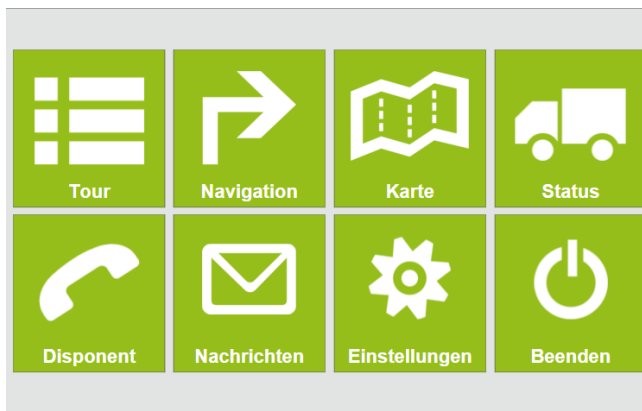 Tour
Navigation
Karte
Status
Disponent
Nachrichten
Einstellungen
Beenden